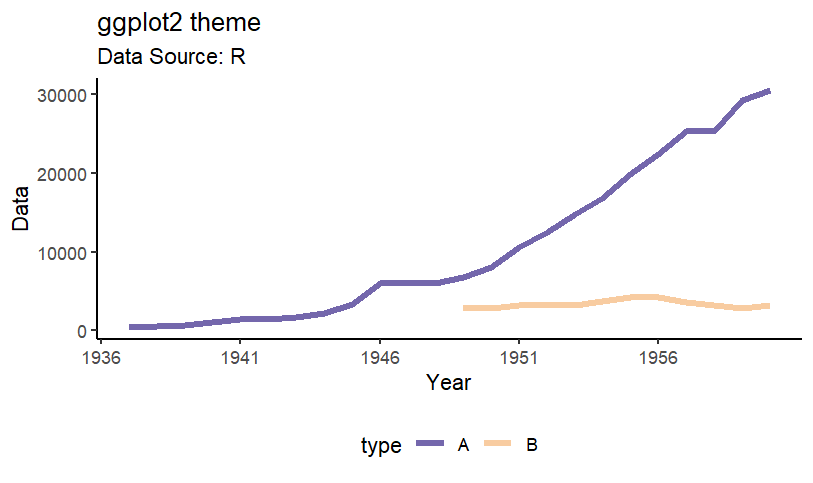 ggplot2 theme
Data Source: R
30000
20000
10000
0
Data
1936 1941 1946 1951 1956
Year
type A B